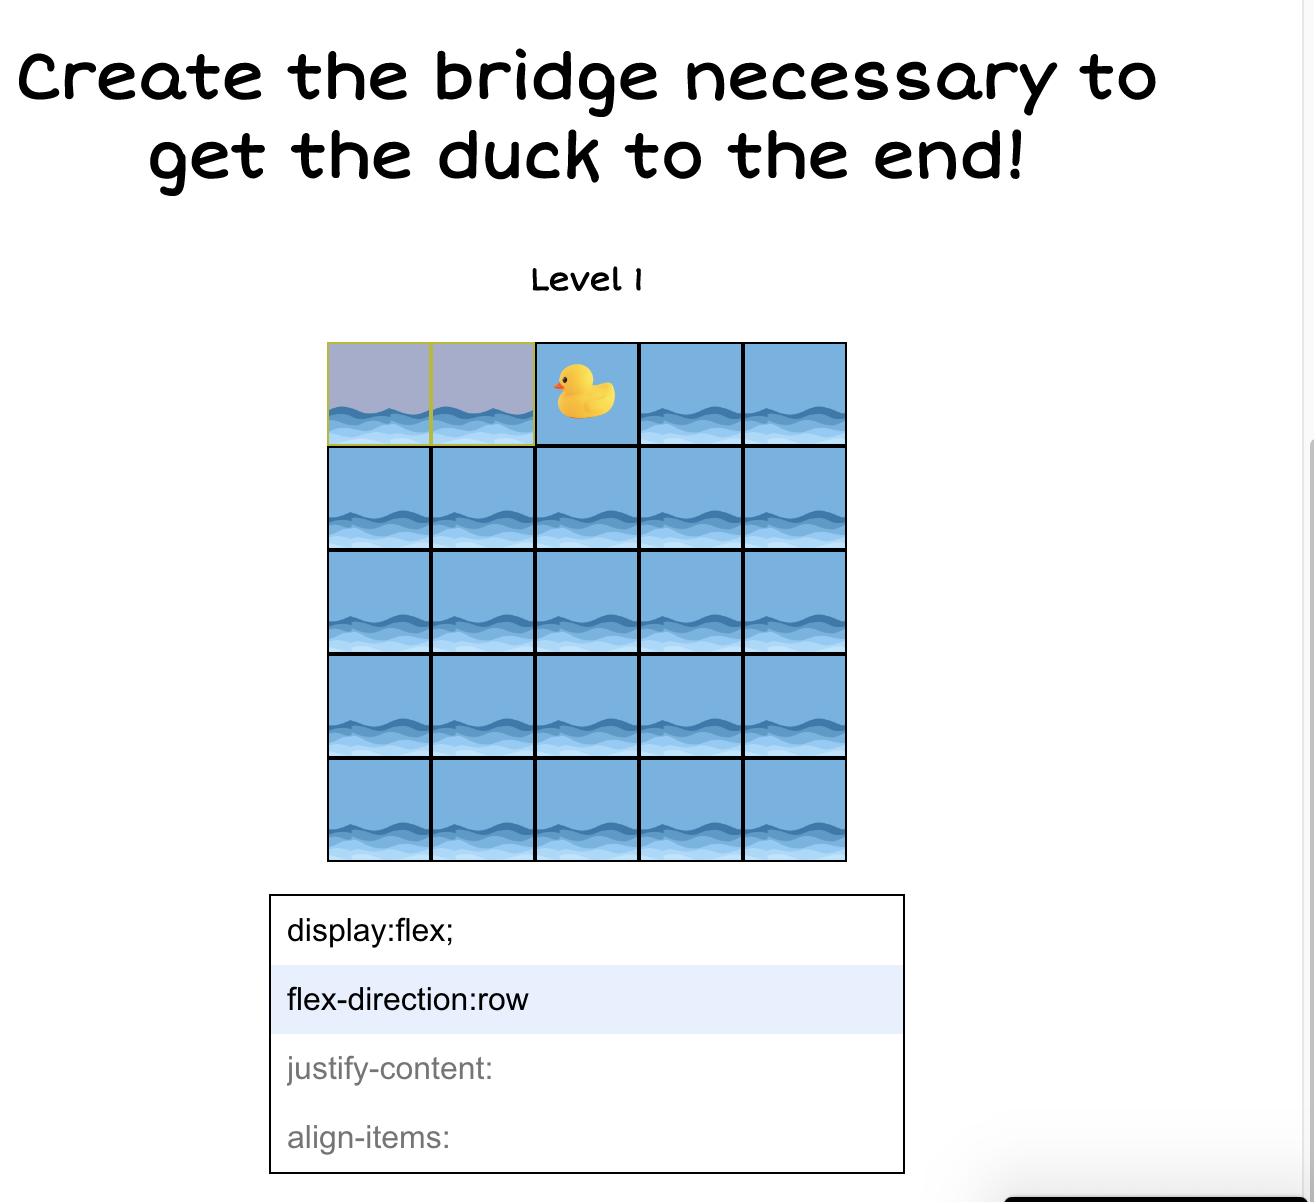 Create the bridge necessary to
get the duck to the end!
Level 1
display:flex;
flex-direction:row
justify-content:
align-items: